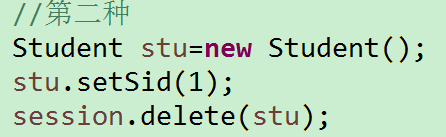 //第二种
Student stu=new Student();
stu.setSid(1);
session.delete(stu);